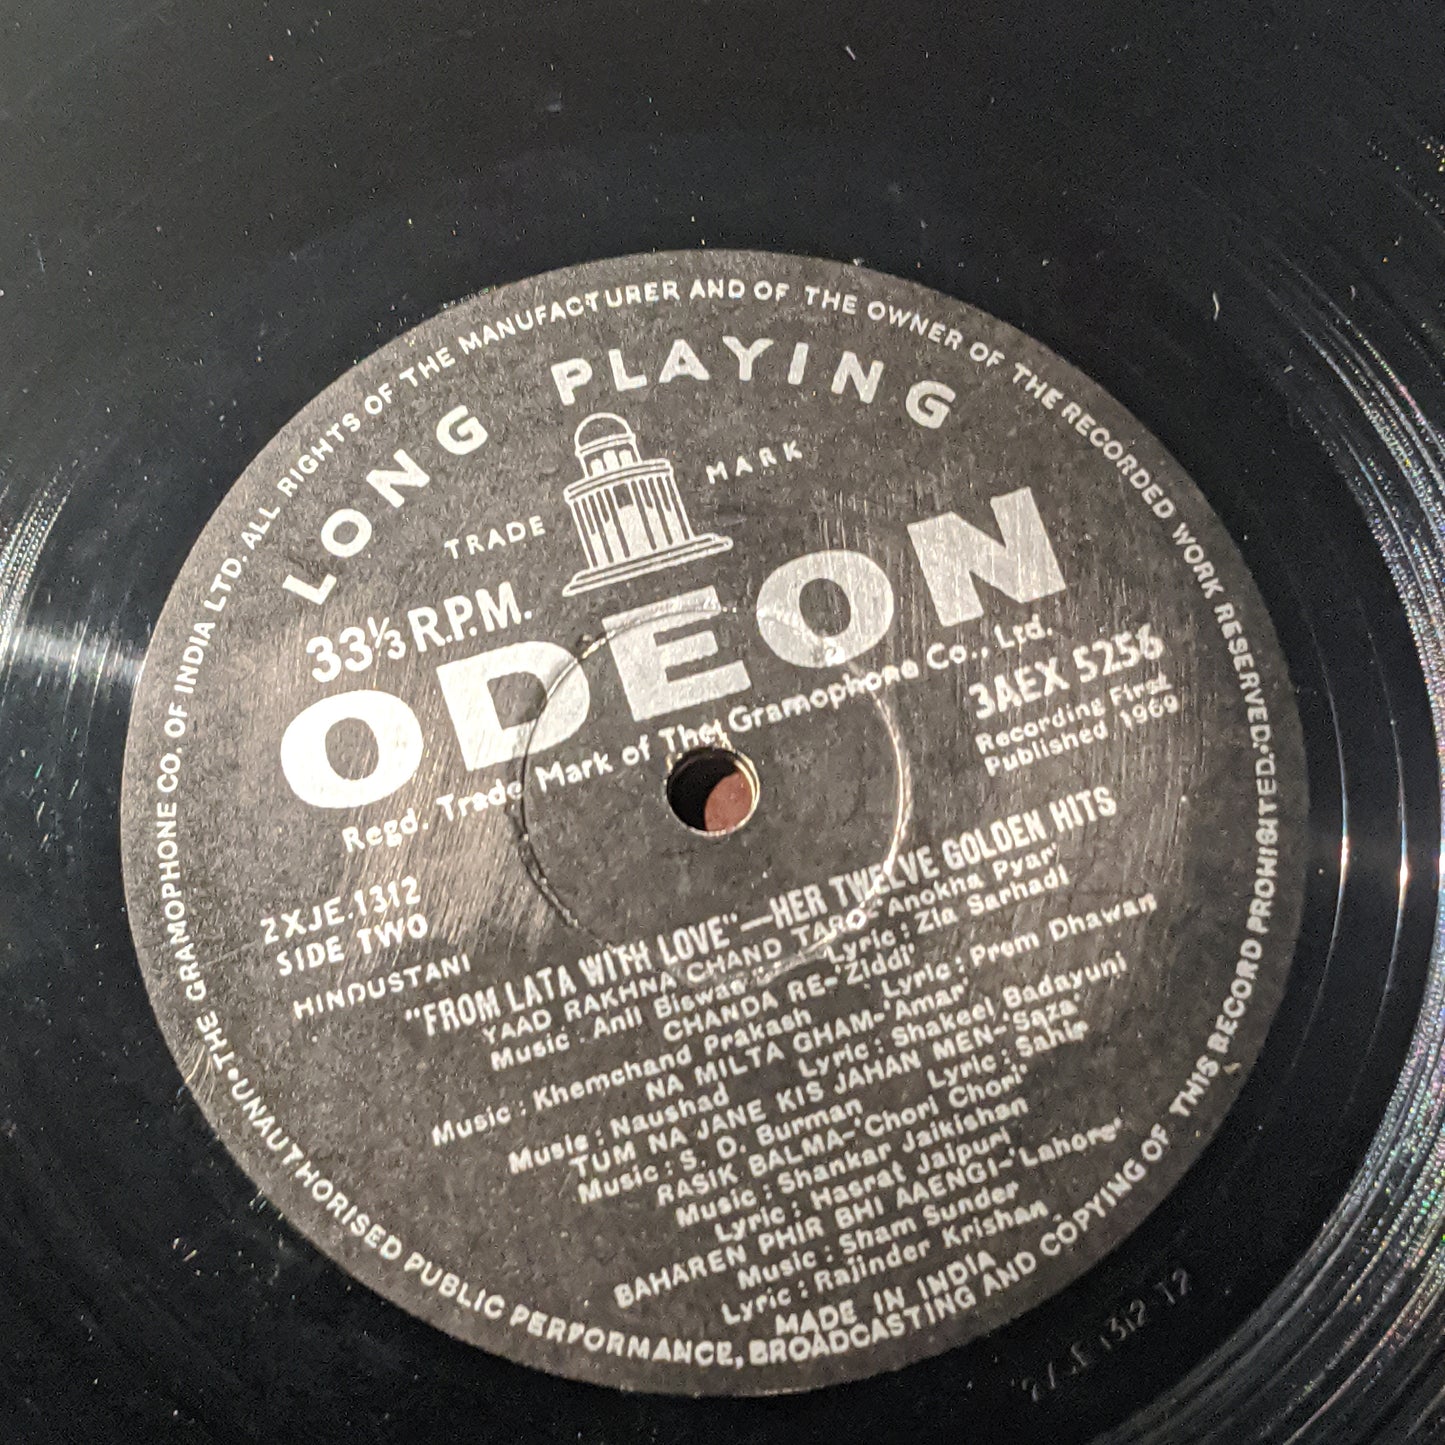 THE GRAMOPHONE CO. OF INDIA LTD. ALL RIGHTS OF THE MANUFACTURER AND OF THE OWNER OF THE RECORDED WORK RESERVED.
UNAUTHORISED PUBLIC PERFORMANCE, BROADCASTING AND COPYING OF THIS RECORD PROHIBITED.
LONG PLAYING
TRADE MARK
33⅓ R.P.M.
ODEON
Regd. Trade Mark of The Gramophone Co., Ltd.
3AEX 5256
Recording First
Published 1969
2XJE.1312
SIDE TWO
HINDUSTANI
"FROM LATA WITH LOVE"—HER TWELVE GOLDEN HITS
YAAD RAKHNA CHAND TARO-'Anokha Pyar'
Music : Anil Biswas Lyric : Zia Sarhadi
CHANDA RE-'Ziddi'
Music : Khemchand Prakash Lyric : Prem Dhawan
NA MILTA GHAM-'Amar'
Music : Naushad Lyric : Shakeel Badayuni
TUM NA JANE KIS JAHAN MEN-'Saza'
Music : S. D. Burman Lyric : Sahir
RASIK BALMA-'Chori Chori'
Music : Shankar Jaikishan
Lyric : Hasrat Jaipuri
BAHAREN PHIR BHI AAENGI-'Lahore'
Music : Sham Sunder
Lyric : Rajinder Krishan
MADE IN INDIA